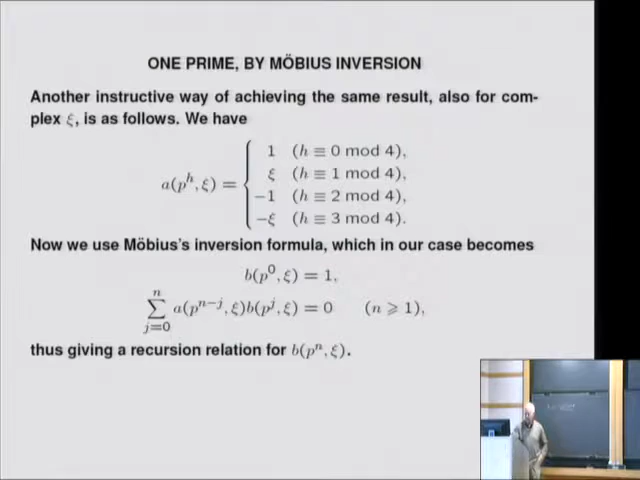 ONE PRIME, BY MÖBIUS INVERSION
Another instructive way of achieving the same result, also for com-
plex ξ, is as follows. We have
a(p^h, ξ) = { 1 (h ≡ 0 mod 4),
ξ (h ≡ 1 mod 4),
−1 (h ≡ 2 mod 4),
−ξ (h ≡ 3 mod 4).
Now we use Möbius's inversion formula, which in our case becomes
b(p^0, ξ) = 1,
∑_{j=0}^{n} a(p^{n−j}, ξ)b(p^j, ξ) = 0 (n ⩾ 1),
thus giving a recursion relation for b(p^n, ξ).